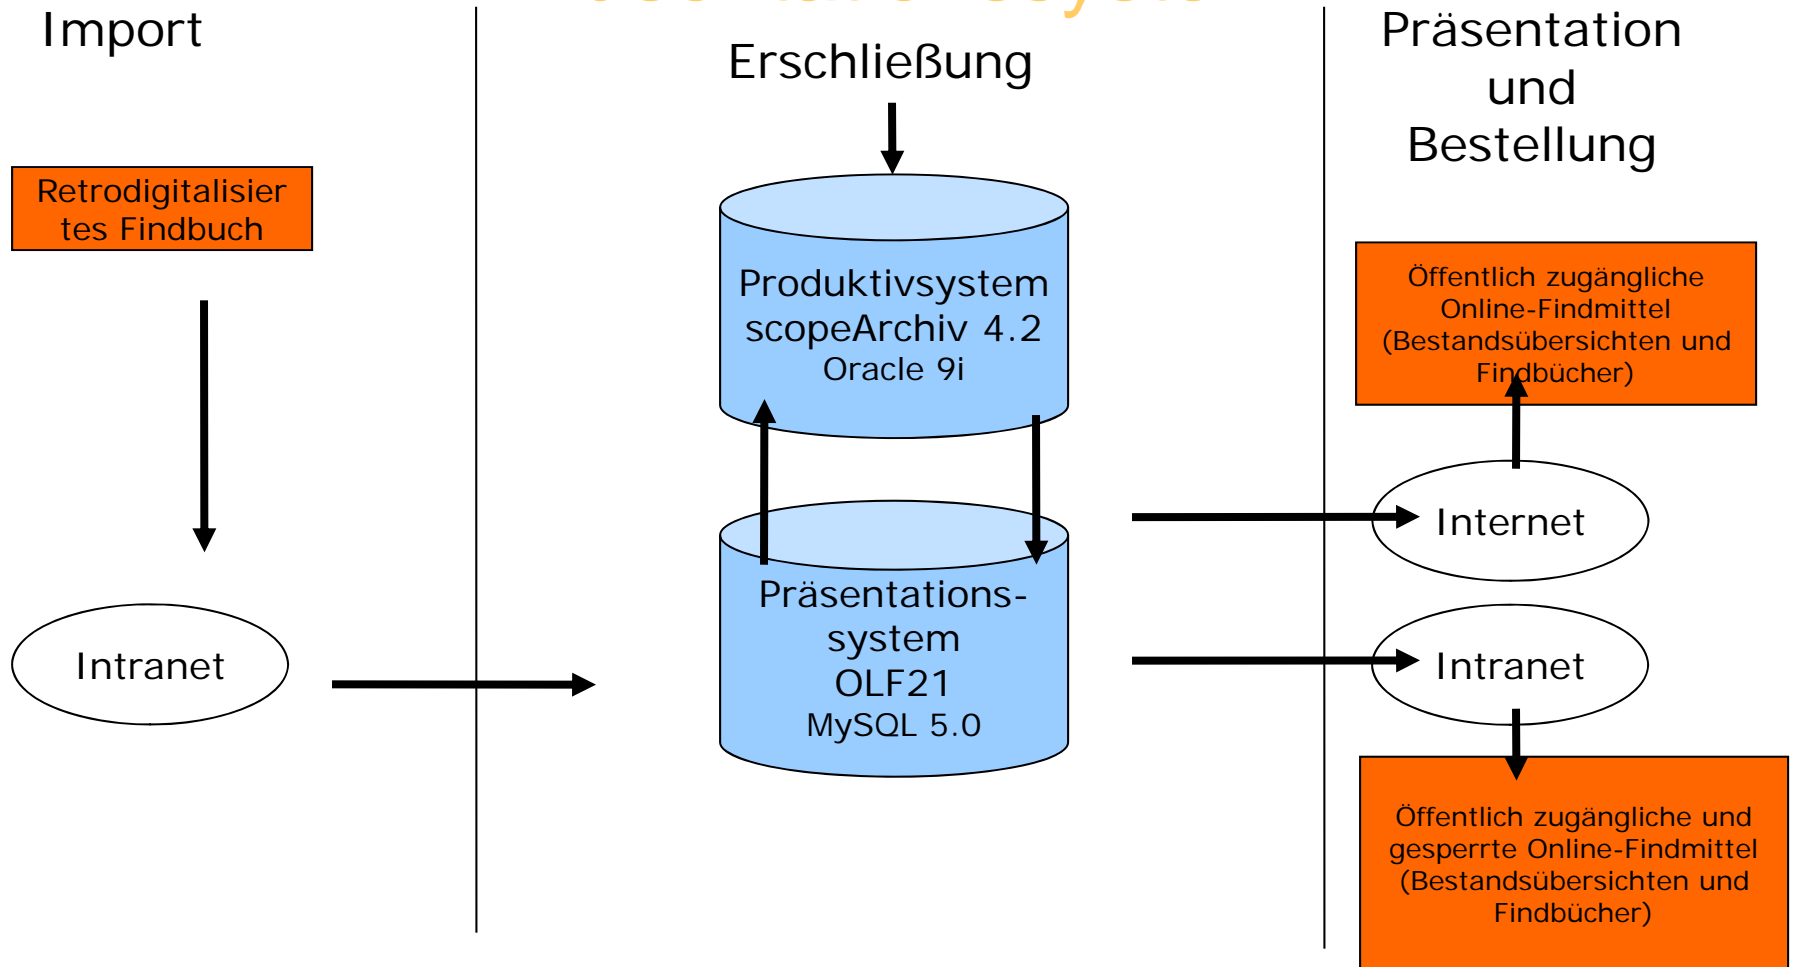 Import
Erschließung
Präsentation
und
Bestellung
Retrodigitalisier
tes Findbuch
Produktivsystem
scopeArchiv 4.2
Oracle 9i
Öffentlich zugängliche
Online-Findmittel
(Bestandsübersichten und
Findbücher)
Internet
Präsentations-
system
OLF21
MySQL 5.0
Intranet
Intranet
Öffentlich zugängliche und
gesperrte Online-Findmittel
(Bestandsübersichten und
Findbücher)